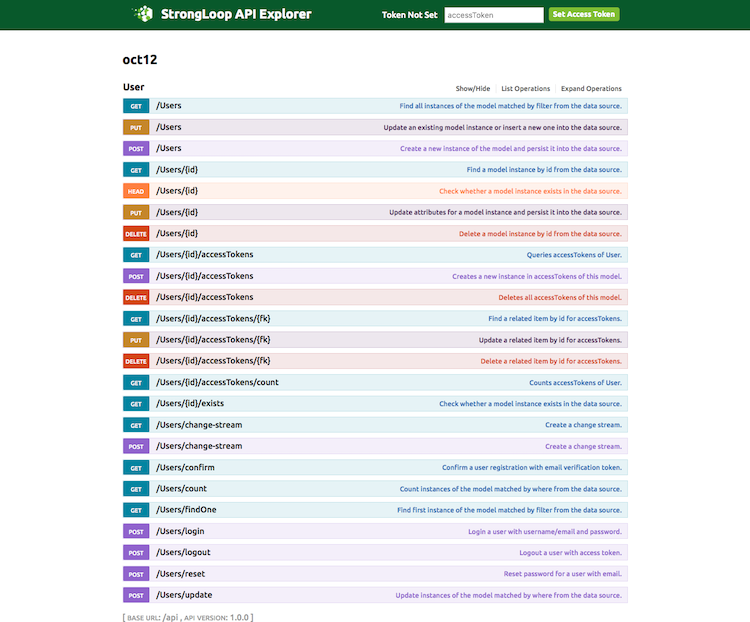 StrongLoop API Explorer Token Not Set accessToken Set Access Token
oct12
User Show/Hide List Operations Expand Operations
GET /Users Find all instances of the model matched by filter from the data source.
PUT /Users Update an existing model instance or insert a new one into the data source.
POST /Users Create a new instance of the model and persist it into the data source.
GET /Users/{id} Find a model instance by id from the data source.
HEAD /Users/{id} Check whether a model instance exists in the data source.
PUT /Users/{id} Update attributes for a model instance and persist it into the data source.
DELETE /Users/{id} Delete a model instance by id from the data source.
GET /Users/{id}/accessTokens Queries accessTokens of User.
POST /Users/{id}/accessTokens Creates a new instance in accessTokens of this model.
DELETE /Users/{id}/accessTokens Deletes all accessTokens of this model.
GET /Users/{id}/accessTokens/{fk} Find a related item by id for accessTokens.
PUT /Users/{id}/accessTokens/{fk} Update a related item by id for accessTokens.
DELETE /Users/{id}/accessTokens/{fk} Delete a related item by id for accessTokens.
GET /Users/{id}/accessTokens/count Counts accessTokens of User.
GET /Users/{id}/exists Check whether a model instance exists in the data source.
GET /Users/change-stream Create a change stream.
POST /Users/change-stream Create a change stream.
GET /Users/confirm Confirm a user registration with email verification token.
GET /Users/count Count instances of the model matched by where from the data source.
GET /Users/findOne Find first instance of the model matched by filter from the data source.
POST /Users/login Login a user with username/email and password.
POST /Users/logout Logout a user with access token.
POST /Users/reset Reset password for a user with email.
POST /Users/update Update instances of the model matched by where from the data source.
[ BASE URL: /api , API VERSION: 1.0.0 ]